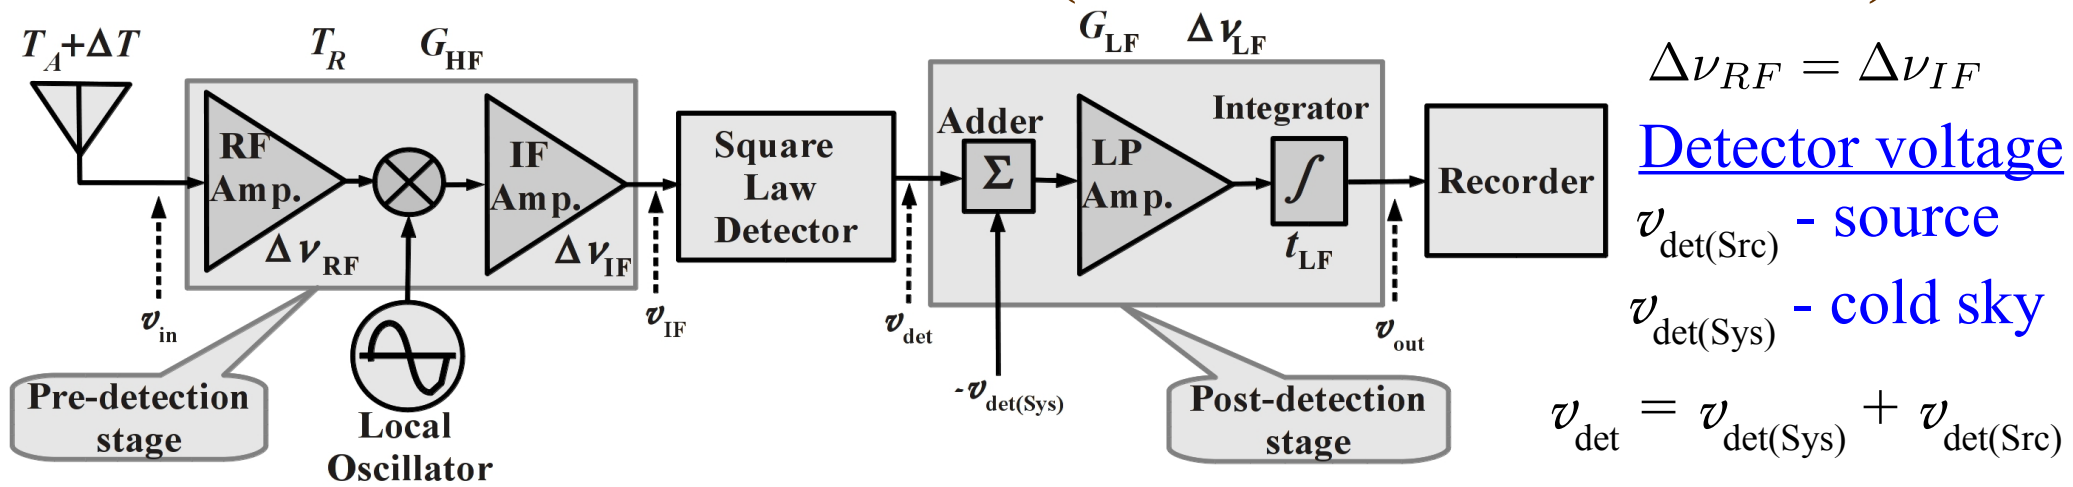 T_A+ΔT
T_R
G_HF
RF
Amp.
Δν_RF
IF
Amp.
Δν_IF
v_in
Pre-detection
stage
Local
Oscillator
v_IF
Square
Law
Detector
v_det
G_LF Δν_LF
Adder
Σ
-v_det(Sys)
LP
Amp.
Integrator
∫
t_LF
Post-detection
stage
v_out
Recorder
Δν_RF = Δν_IF
Detector voltage
v_det(Src) - source
v_det(Sys) - cold sky
v_det = v_det(Sys) + v_det(Src)